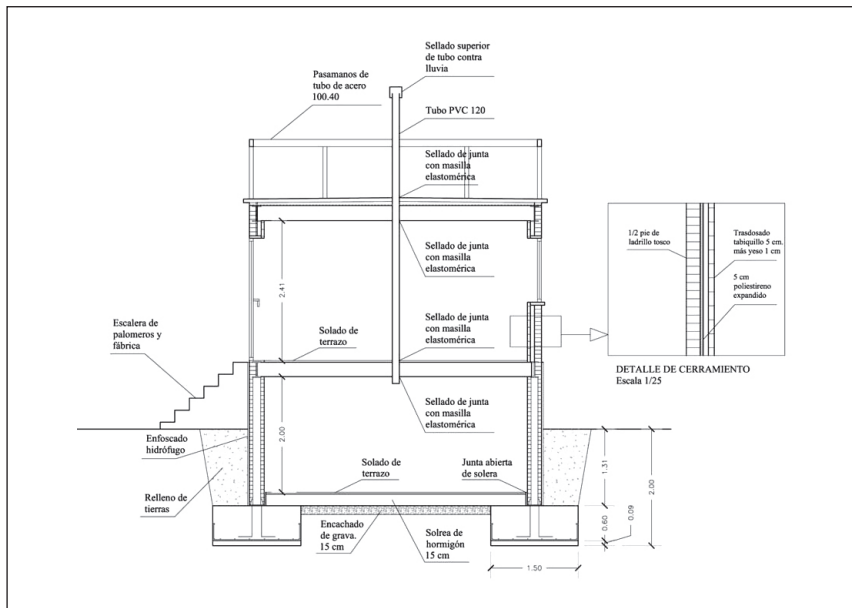 Sellado superior
de tubo contra
lluvia
Pasamanos de
tubo de acero
100.40
Tubo PVC 120
Sellado de junta
con masilla
elastomérica
Sellado de junta
con masilla
elastomérica
2.41
Escalera de
palomeros y
fábrica
Solado de
terrazo
Sellado de junta
con masilla
elastomérica
Sellado de junta
con masilla
elastomérica
2.00
Enfoscado
hidrófugo
Relleno de
tierras
Solado de
terrazo
Junta abierta
de solera
Encachado
de grava.
15 cm
Solrea de
hormigón
15 cm
1.31
2.00
0.60
0.09
1.50
1/2 pie de
ladrillo tosco
Trasdosado
tabiquillo 5 cm.
más yeso 1 cm
5 cm
poliestireno
expandido
DETALLE DE CERRAMIENTO
Escala 1/25